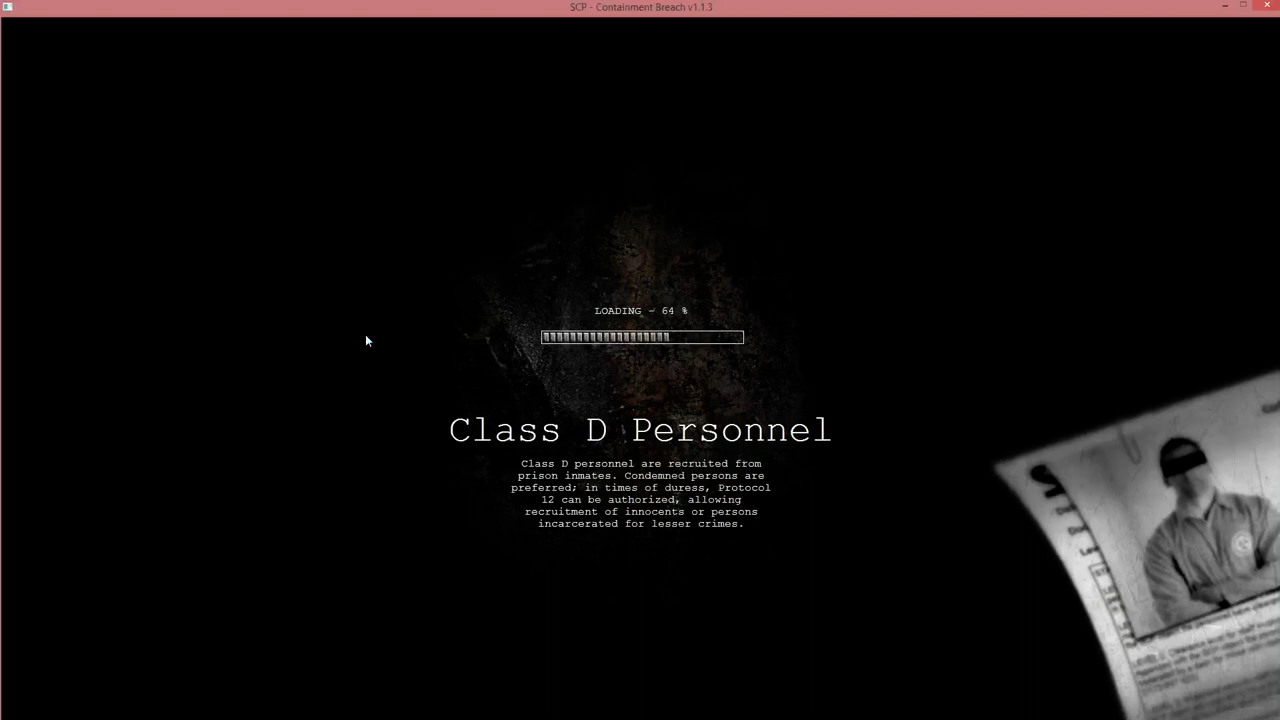 SCP - Containment Breach v1.1.3
LOADING - 64 %
Class D Personnel
Class D personnel are recruited from
prison inmates. Condemned persons are
preferred; in times of duress, Protocol
12 can be authorized, allowing
recruitment of innocents or persons
incarcerated for lesser crimes.